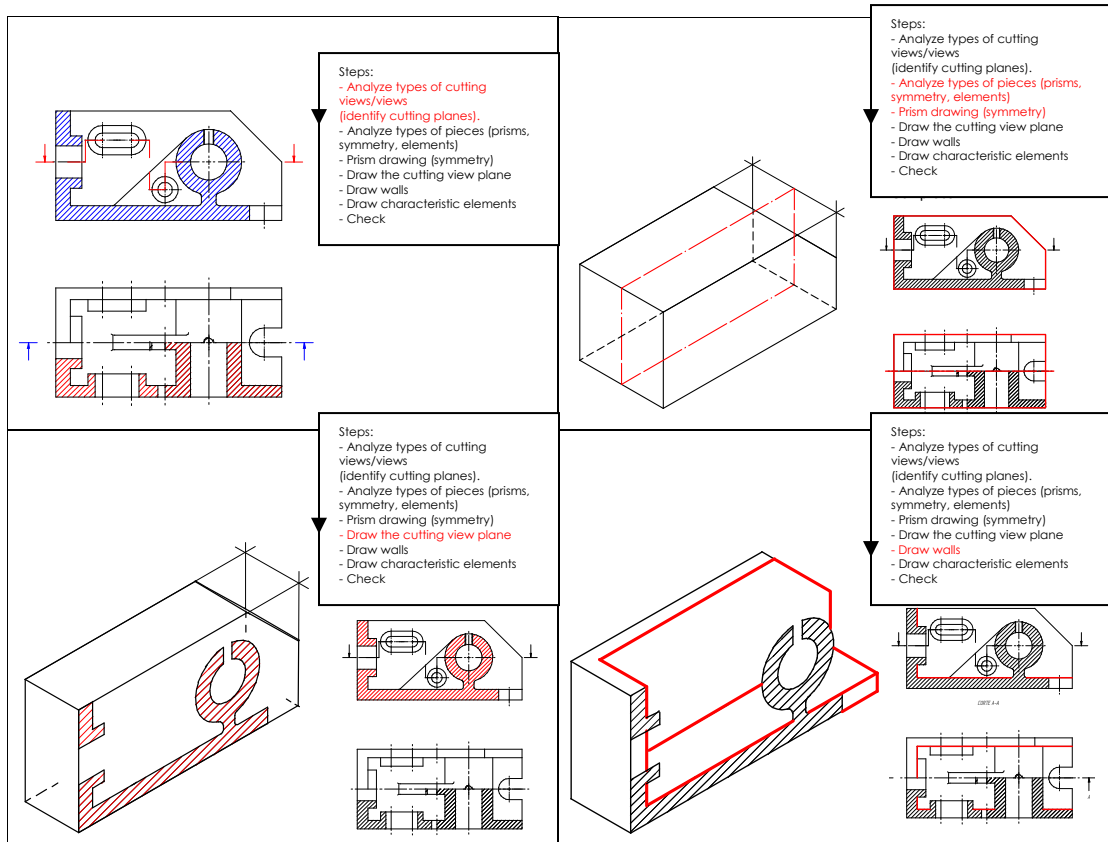 Steps:
- Analyze types of cutting
views/views
(identify cutting planes).
- Analyze types of pieces (prisms,
symmetry, elements)
- Prism drawing (symmetry)
- Draw the cutting view plane
- Draw walls
- Draw characteristic elements
- Check
Steps:
- Analyze types of cutting
views/views
(identify cutting planes).
- Analyze types of pieces (prisms,
symmetry, elements)
- Prism drawing (symmetry)
- Draw the cutting view plane
- Draw walls
- Draw characteristic elements
- Check
Steps:
- Analyze types of cutting
views/views
(identify cutting planes).
- Analyze types of pieces (prisms,
symmetry, elements)
- Prism drawing (symmetry)
- Draw the cutting view plane
- Draw walls
- Draw characteristic elements
- Check
Steps:
- Analyze types of cutting
views/views
(identify cutting planes).
- Analyze types of pieces (prisms,
symmetry, elements)
- Prism drawing (symmetry)
- Draw the cutting view plane
- Draw walls
- Draw characteristic elements
- Check
CORTE A-A